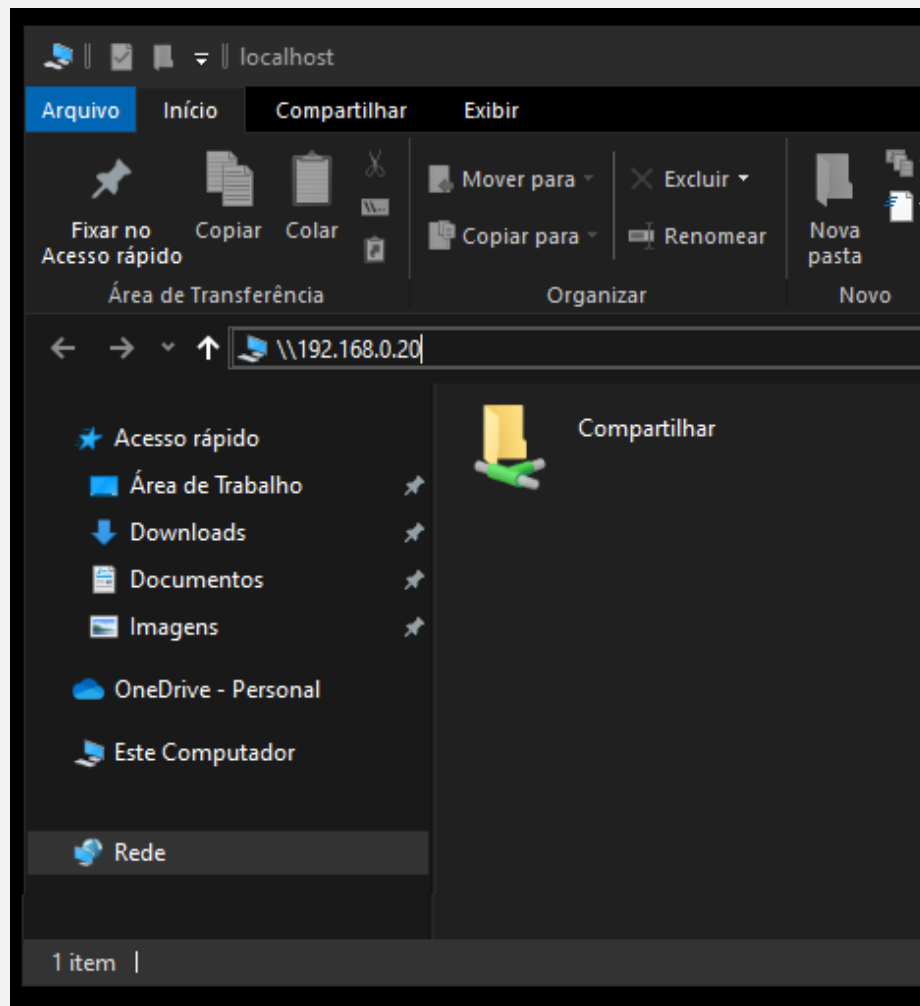 localhost
Arquivo Início Compartilhar Exibir
Fixar no
Acesso rápido
Copiar
Colar
Mover para
Copiar para
Excluir
Renomear
Nova
pasta
Área de Transferência
Organizar
Novo
\\192.168.0.20
Acesso rápido
Área de Trabalho
Downloads
Documentos
Imagens
OneDrive - Personal
Este Computador
Rede
Compartilhar
1 item